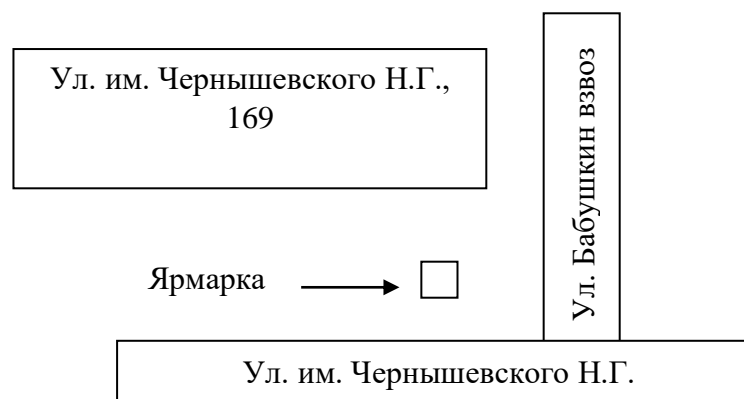 Ул. им. Чернышевского Н.Г.,
169
Ул. Бабушкин взвоз
Ярмарка
Ул. им. Чернышевского Н.Г.